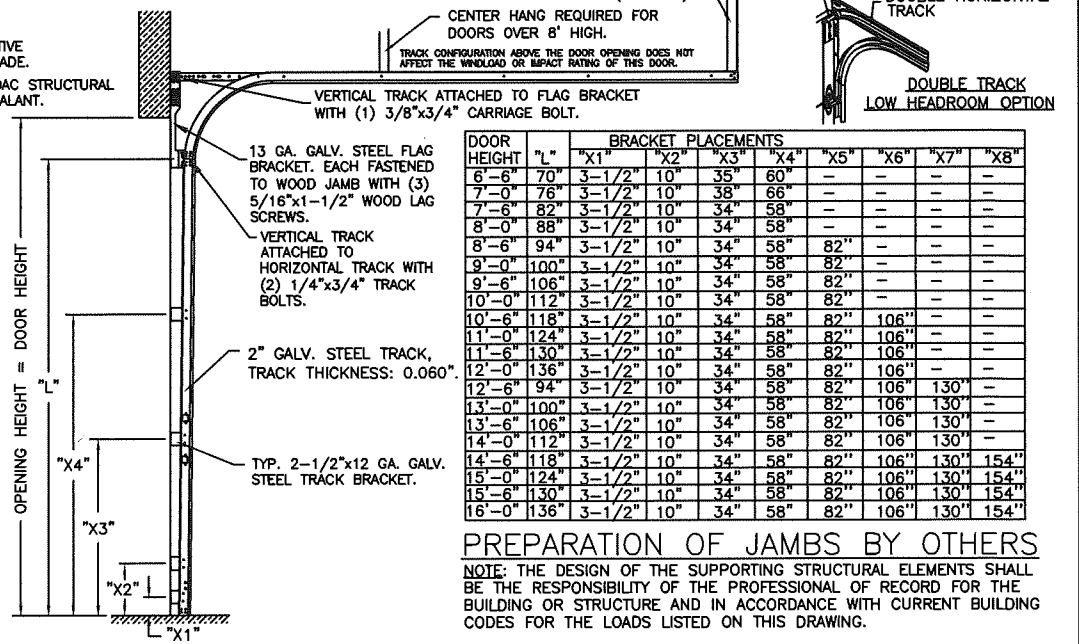 CENTER HANG REQUIRED FOR
DOORS OVER 8' HIGH.
TRACK CONFIGURATION ABOVE THE DOOR OPENING DOES NOT
AFFECT THE WINDLOAD OR IMPACT RATING OF THIS DOOR.
TRACK
DOUBLE TRACK
LOW HEADROOM OPTION
VERTICAL TRACK ATTACHED TO FLAG BRACKET
WITH (1) 3/8"x3/4" CARRIAGE BOLT.
STRUCTURAL
13 GA. GALV. STEEL FLAG
BRACKET. EACH FASTENED
TO WOOD JAMB WITH (3)
5/16"x1-1/2" WOOD LAG
SCREWS.
VERTICAL TRACK
ATTACHED TO
HORIZONTAL TRACK WITH
(2) 1/4"x3/4" TRACK
BOLTS.
2" GALV. STEEL TRACK,
TRACK THICKNESS: 0.060".
TYP. 2-1/2"x12 GA. GALV.
STEEL TRACK BRACKET.
OPENING HEIGHT = DOOR HEIGHT
"L"
"X4"
"X3"
"X2"
"X1"
DOOR HEIGHT "L" BRACKET PLACEMENTS
"X1" "X2" "X3" "X4" "X5" "X6" "X7" "X8"
6'-6" 70" 3-1/2" 10" 35" 60" - - - -
7'-0" 76" 3-1/2" 10" 38" 66" - - - -
7'-6" 82" 3-1/2" 10" 34" 58" - - - -
8'-0" 88" 3-1/2" 10" 34" 58" - - - -
8'-6" 94" 3-1/2" 10" 34" 58" 82" - - -
9'-0" 100" 3-1/2" 10" 34" 58" 82" - - -
9'-6" 106" 3-1/2" 10" 34" 58" 82" - - -
10'-0" 112" 3-1/2" 10" 34" 58" 82" - - -
10'-6" 118" 3-1/2" 10" 34" 58" 82" 106" - -
11'-0" 124" 3-1/2" 10" 34" 58" 82" 106" - -
11'-6" 130" 3-1/2" 10" 34" 58" 82" 106" - -
12'-0" 136" 3-1/2" 10" 34" 58" 82" 106" - -
12'-6" 94" 3-1/2" 10" 34" 58" 82" 106" 130" -
13'-0" 100" 3-1/2" 10" 34" 58" 82" 106" 130" -
13'-6" 106" 3-1/2" 10" 34" 58" 82" 106" 130" -
14'-0" 112" 3-1/2" 10" 34" 58" 82" 106" 130" -
14'-6" 118" 3-1/2" 10" 34" 58" 82" 106" 130" 154"
15'-0" 124" 3-1/2" 10" 34" 58" 82" 106" 130" 154"
15'-6" 130" 3-1/2" 10" 34" 58" 82" 106" 130" 154"
16'-0" 136" 3-1/2" 10" 34" 58" 82" 106" 130" 154"
PREPARATION OF JAMBS BY OTHERS
NOTE: THE DESIGN OF THE SUPPORTING STRUCTURAL ELEMENTS SHALL
BE THE RESPONSIBILITY OF THE PROFESSIONAL OF RECORD FOR THE
BUILDING OR STRUCTURE AND IN ACCORDANCE WITH CURRENT BUILDING
CODES FOR THE LOADS LISTED ON THIS DRAWING.